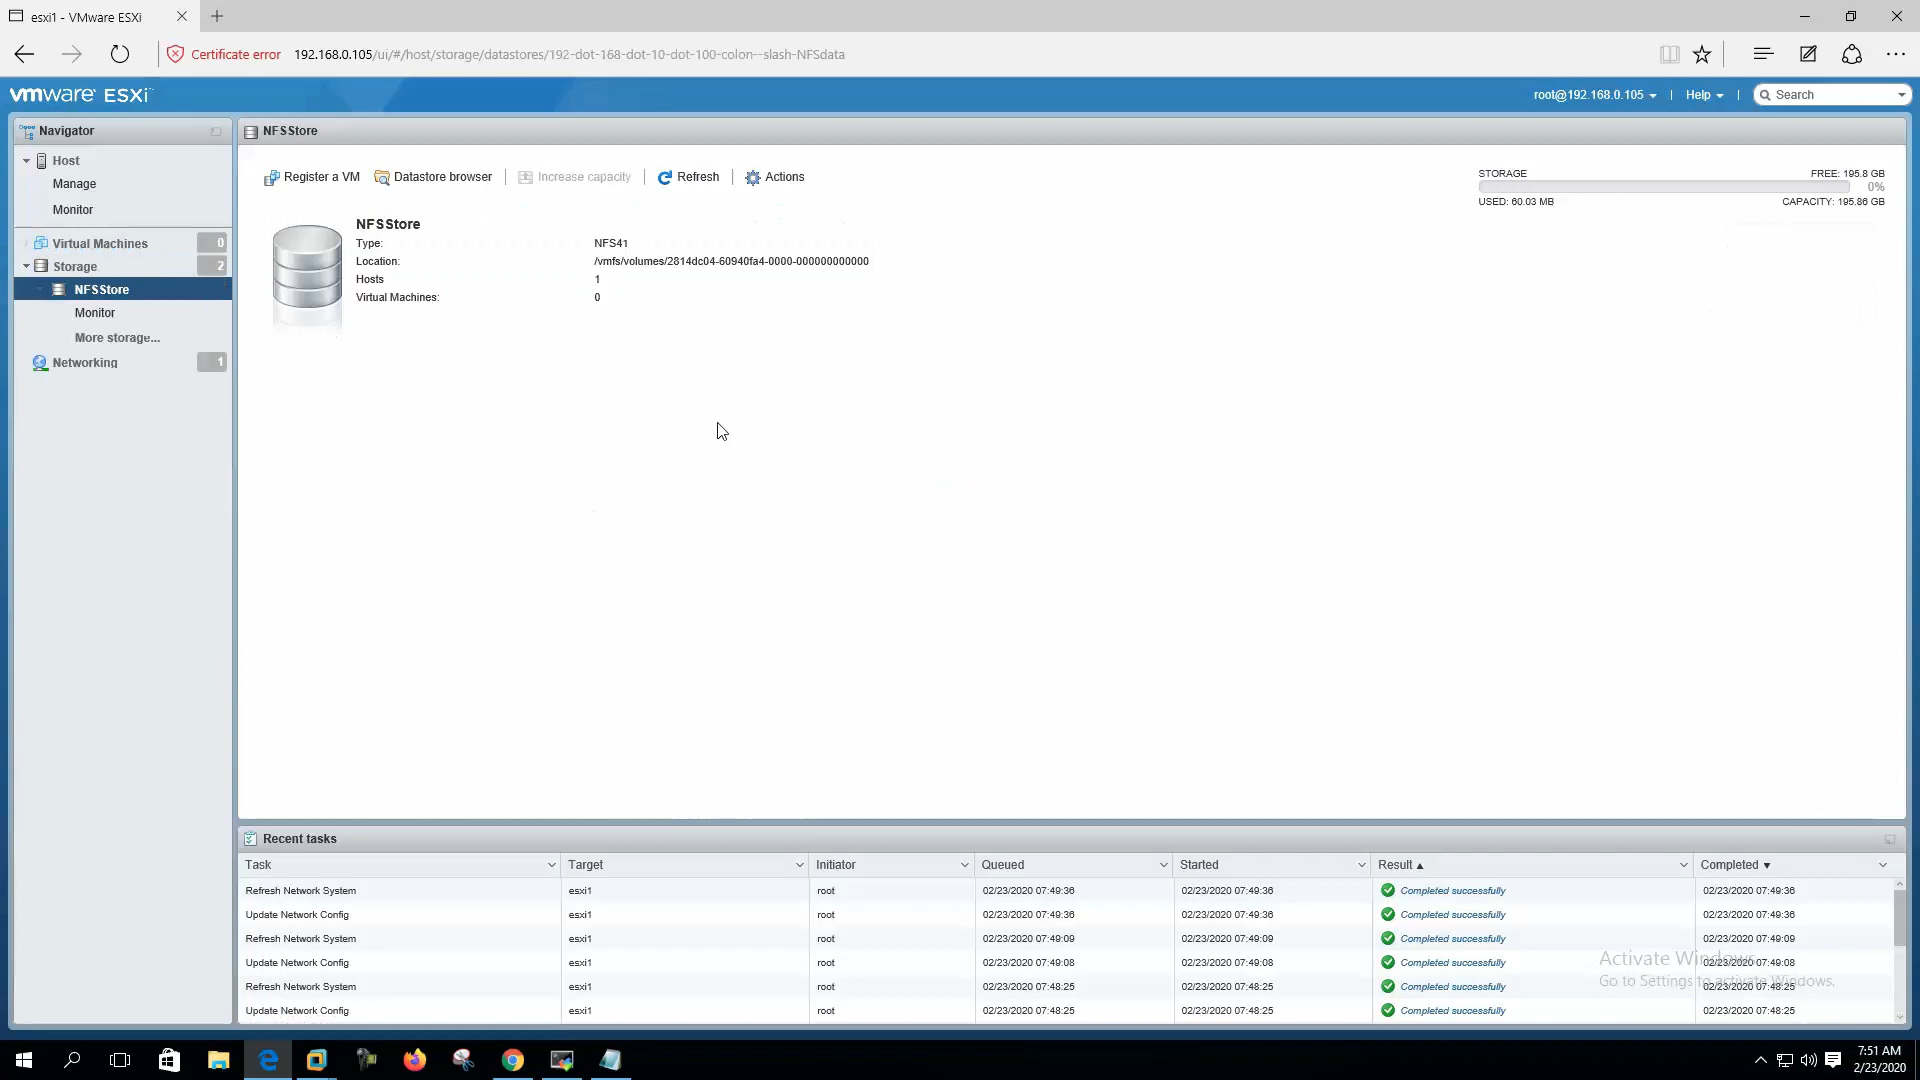 esxi1 - VMware ESXi
Certificate error 192.168.0.105/ui/#/host/storage/datastores/192-dot-168-dot-10-dot-100-colon--slash-NFSdata
vmware ESXi
root@192.168.0.105 | Help | Search
Navigator
Host
Manage
Monitor
Virtual Machines 0
Storage 2
NFSStore
Monitor
More storage...
Networking 1
NFSStore
Register a VM Datastore browser Increase capacity Refresh Actions
STORAGE FREE: 195.8 GB
0%
USED: 60.03 MB CAPACITY: 195.86 GB
NFSStore
Type: NFS41
Location: /vmfs/volumes/2814dc04-60940fa4-0000-000000000000
Hosts 1
Virtual Machines: 0
Recent tasks
Task Target Initiator Queued Started Result Completed
Refresh Network System esxi1 root 02/23/2020 07:49:36 02/23/2020 07:49:36 Completed successfully 02/23/2020 07:49:36
Update Network Config esxi1 root 02/23/2020 07:49:36 02/23/2020 07:49:36 Completed successfully 02/23/2020 07:49:36
Refresh Network System esxi1 root 02/23/2020 07:49:09 02/23/2020 07:49:09 Completed successfully 02/23/2020 07:49:09
Update Network Config esxi1 root 02/23/2020 07:49:08 02/23/2020 07:49:08 Completed successfully 02/23/2020 07:49:08
Refresh Network System esxi1 root 02/23/2020 07:48:25 02/23/2020 07:48:25 Completed successfully 02/23/2020 07:48:25
Update Network Config esxi1 root 02/23/2020 07:48:25 02/23/2020 07:48:25 Completed successfully 02/23/2020 07:48:25
Activate Windows
Go to Settings to activate Windows.
7:51 AM
2/23/2020